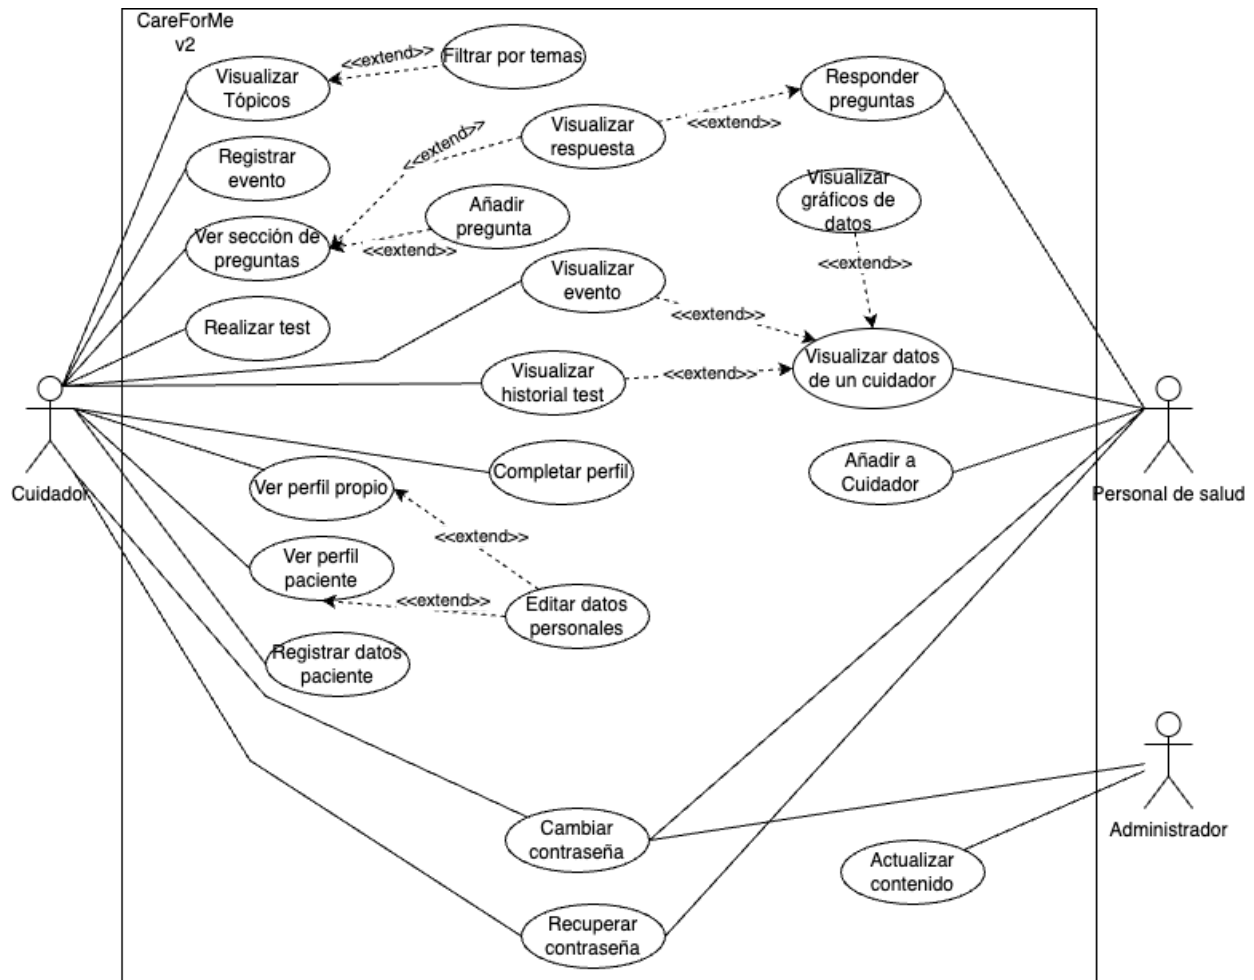 CareForMe
v2
Visualizar
Tópicos
<<extend>>
Filtrar por temas
Responder
preguntas
Visualizar
respuesta
<<extend>>
<<extend>>
Registrar
evento
Visualizar
gráficos de
datos
Añadir
pregunta
Ver sección de
preguntas
<<extend>>
<<extend>>
Visualizar
evento
<<extend>>
Realizar test
Visualizar datos
de un cuidador
Visualizar
historial test
<<extend>>
Cuidador
Completar perfil
Añadir a
Cuidador
Personal de salud
Ver perfil propio
<<extend>>
Ver perfil
paciente
<<extend>>
Editar datos
personales
Registrar datos
paciente
Cambiar
contraseña
Administrador
Actualizar
contenido
Recuperar
contraseña